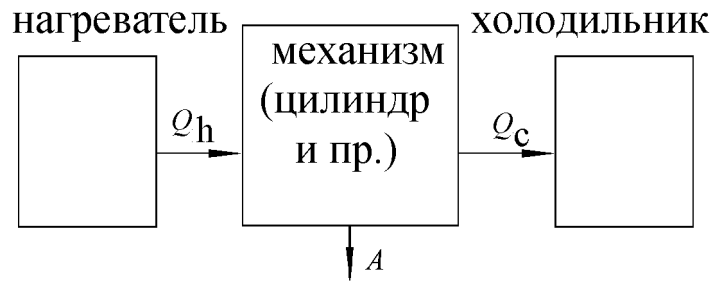 нагреватель
механизм
(цилиндр
и пр.)
холодильник
Qh
Qc
A